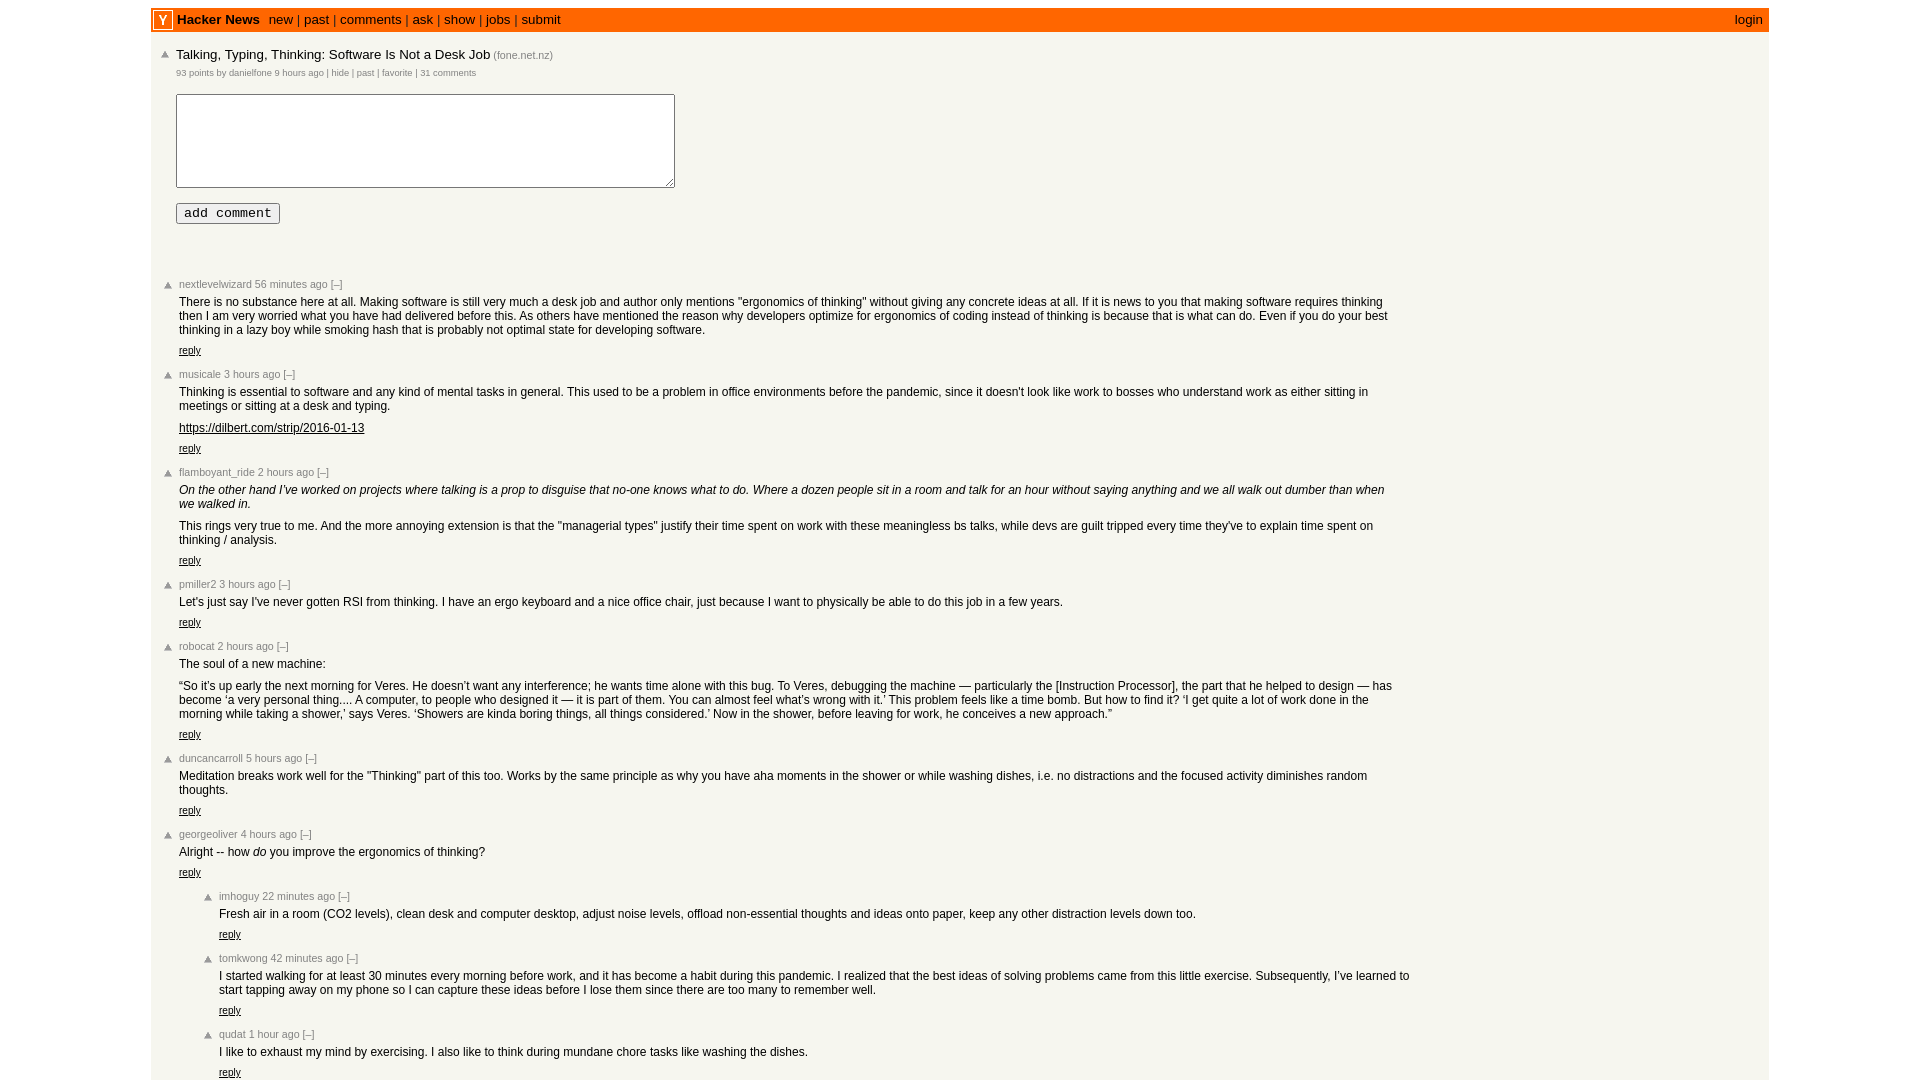 Y Hacker News new | past | comments | ask | show | jobs | submit login
Talking, Typing, Thinking: Software Is Not a Desk Job (fone.net.nz)
93 points by danielfone 9 hours ago | hide | past | favorite | 31 comments
add comment
nextlevelwizard 56 minutes ago [–]
There is no substance here at all. Making software is still very much a desk job and author only mentions "ergonomics of thinking" without giving any concrete ideas at all. If it is news to you that making software requires thinking
then I am very worried what you have had delivered before this. As others have mentioned the reason why developers optimize for ergonomics of coding instead of thinking is because that is what can do. Even if you do your best
thinking in a lazy boy while smoking hash that is probably not optimal state for developing software.
reply
musicale 3 hours ago [–]
Thinking is essential to software and any kind of mental tasks in general. This used to be a problem in office environments before the pandemic, since it doesn't look like work to bosses who understand work as either sitting in
meetings or sitting at a desk and typing.
https://dilbert.com/strip/2016-01-13
reply
flamboyant_ride 2 hours ago [–]
On the other hand I've worked on projects where talking is a prop to disguise that no-one knows what to do. Where a dozen people sit in a room and talk for an hour without saying anything and we all walk out dumber than when
we walked in.
This rings very true to me. And the more annoying extension is that the "managerial types" justify their time spent on work with these meaningless bs talks, while devs are guilt tripped every time they've to explain time spent on
thinking / analysis.
reply
pmiller2 3 hours ago [–]
Let's just say I've never gotten RSI from thinking. I have an ergo keyboard and a nice office chair, just because I want to physically be able to do this job in a few years.
reply
robocat 2 hours ago [–]
The soul of a new machine:
“So it’s up early the next morning for Veres. He doesn’t want any interference; he wants time alone with this bug. To Veres, debugging the machine — particularly the [Instruction Processor], the part that he helped to design — has
become ‘a very personal thing.... A computer, to people who designed it — it is part of them. You can almost feel what’s wrong with it.’ This problem feels like a time bomb. But how to find it? ‘I get quite a lot of work done in the
morning while taking a shower,’ says Veres. ‘Showers are kinda boring things, all things considered.’ Now in the shower, before leaving for work, he conceives a new approach.”
reply
duncancarroll 5 hours ago [–]
Meditation breaks work well for the "Thinking" part of this too. Works by the same principle as why you have aha moments in the shower or while washing dishes, i.e. no distractions and the focused activity diminishes random
thoughts.
reply
georgeoliver 4 hours ago [–]
Alright -- how do you improve the ergonomics of thinking?
reply
imhoguy 22 minutes ago [–]
Fresh air in a room (CO2 levels), clean desk and computer desktop, adjust noise levels, offload non-essential thoughts and ideas onto paper, keep any other distraction levels down too.
reply
tomkwong 42 minutes ago [–]
I started walking for at least 30 minutes every morning before work, and it has become a habit during this pandemic. I realized that the best ideas of solving problems came from this little exercise. Subsequently, I’ve learned to
start tapping away on my phone so I can capture these ideas before I lose them since there are too many to remember well.
reply
qudat 1 hour ago [–]
I like to exhaust my mind by exercising. I also like to think during mundane chore tasks like washing the dishes.
reply